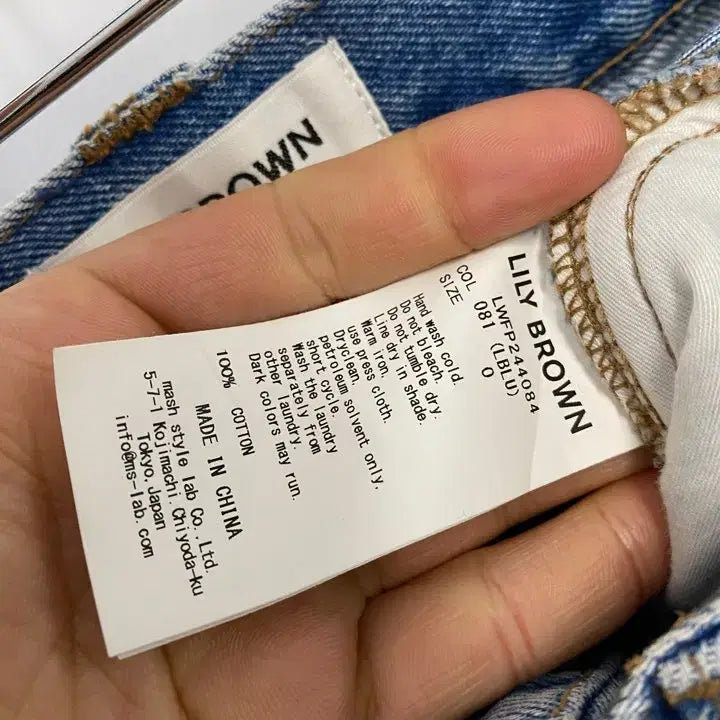 LILY BROWN
LWFP244084
COL 081 (LBLU)
SIZE 0
Hand wash cold.
Do not bleach.
Do not tumble dry.
Line dry in shade.
Warm iron,
use press cloth.
Dryclean,
petroleum solvent only,
short cycle.
Wash the laundry
separately from
other laundry.
Dark colors may run.
100% COTTON
MADE IN CHINA
mash style lab Co., Ltd.
5-7-1 Kojimachi, Chiyoda-ku
Tokyo, Japan
info@ms-lab.com